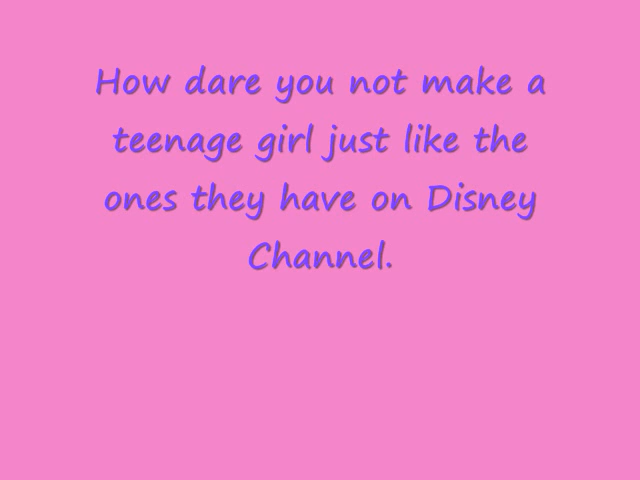 How dare you not make a
teenage girl just like the
ones they have on Disney
Channel.